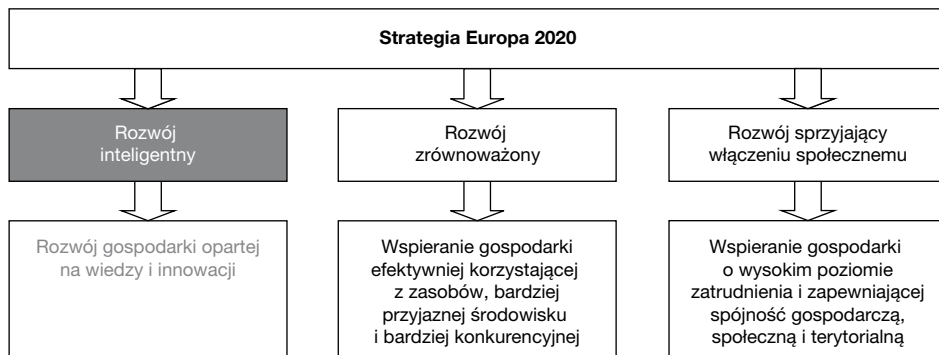 Strategia Europa 2020
Rozwój
inteligentny
Rozwój
zrównoważony
Rozwój sprzyjający
włączeniu społecznemu
Rozwój gospodarki opartej
na wiedzy i innowacji
Wspieranie gospodarki
efektywniej korzystającej
z zasobów, bardziej
przyjaznej środowisku
i bardziej konkurencyjnej
Wspieranie gospodarki
o wysokim poziomie
zatrudnienia i zapewniającej
spójność gospodarczą,
społeczną i terytorialną